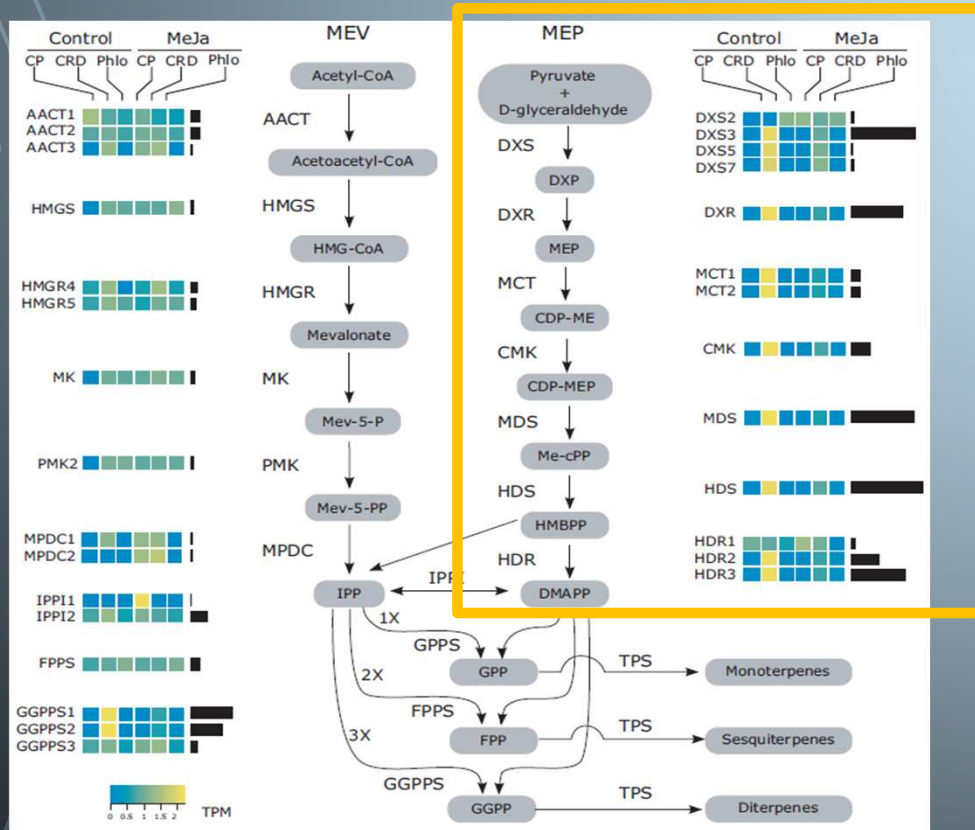 Control MeJa
CP CRD Phlo CP CRD Phlo
AACT1
AACT2
AACT3
HMGS
HMGR4
HMGR5
MK
PMK2
MPDC1
MPDC2
IPPI1
IPPI2
FPPS
GGPPS1
GGPPS2
GGPPS3
0 0.5 1 1.5 2
TPM
MEV
Acetyl-CoA
AACT
Acetoacetyl-CoA
HMGS
HMG-CoA
HMGR
Mevalonate
MK
Mev-5-P
PMK
Mev-5-PP
MPDC
IPP
MEP
Pyruvate
+
D-glyceraldehyde
DXS
DXP
DXR
MEP
MCT
CDP-ME
CMK
CDP-MEP
MDS
Me-cPP
HDS
HMBPP
HDR
DMAPP
1X
GPPS
GPP
TPS
Monoterpenes
2X
FPPS
FPP
TPS
Sesquiterpenes
3X
GGPPS
GGPP
TPS
Diterpenes
Control MeJa
CP CRD Phlo CP CRD Phlo
DXS2
DXS3
DXS5
DXS7
DXR
MCT1
MCT2
CMK
MDS
HDS
HDR1
HDR2
HDR3